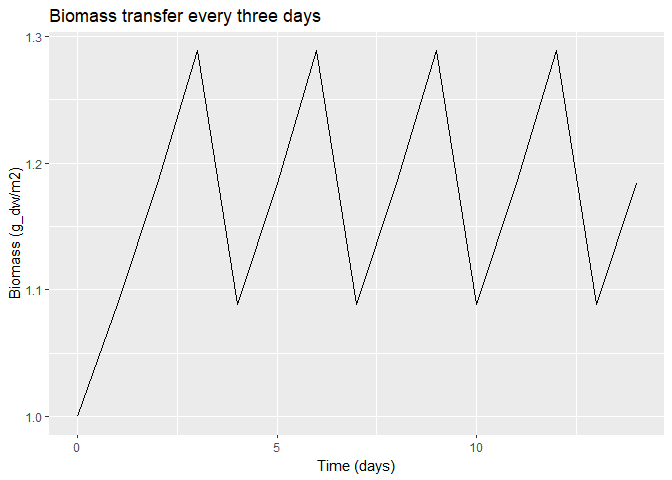 Biomass transfer every three days
1.3
1.2
1.1
1.0
Biomass (g_dw/m2)
0
5
10
Time (days)